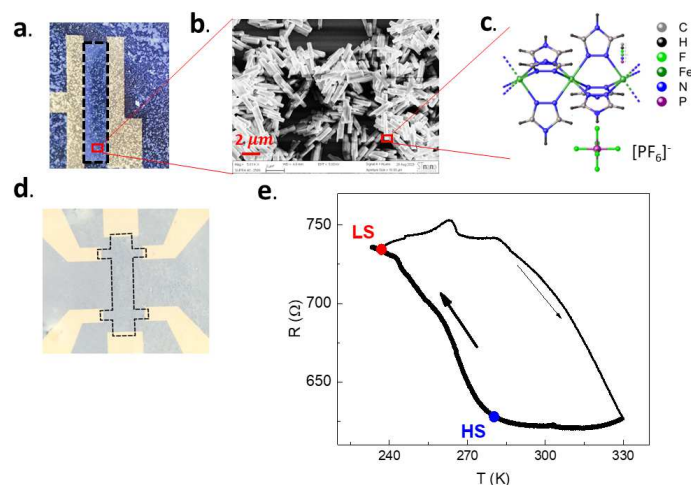 a.
b.
c.
2 μm
C
H
F
Fe
N
P
[PF₆]⁻
d.
e.
750
700
650
R (Ω)
LS
HS
240
270
300
330
T (K)